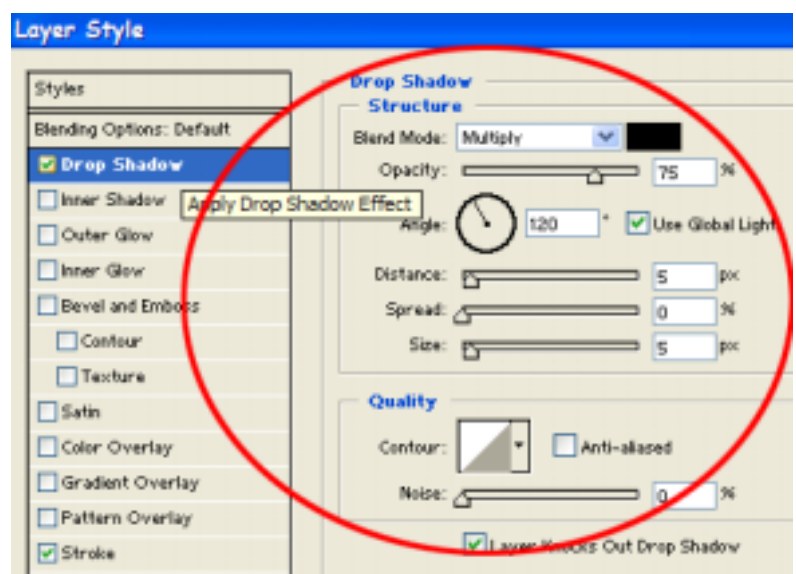 Layer Style
Styles
Blending Options: Default
Drop Shadow
Inner Shadow
Apply Drop Shadow Effect
Outer Glow
Inner Glow
Bevel and Emboss
Contour
Texture
Satin
Color Overlay
Gradient Overlay
Pattern Overlay
Stroke
Drop Shadow
Structure
Blend Mode: Multiply
Opacity: 75 %
Angle: 120 ° Use Global Light
Distance: 5 px
Spread: 0 %
Size: 5 px
Quality
Contour: Anti-aliased
Noise: 0 %
Layer Knocks Out Drop Shadow